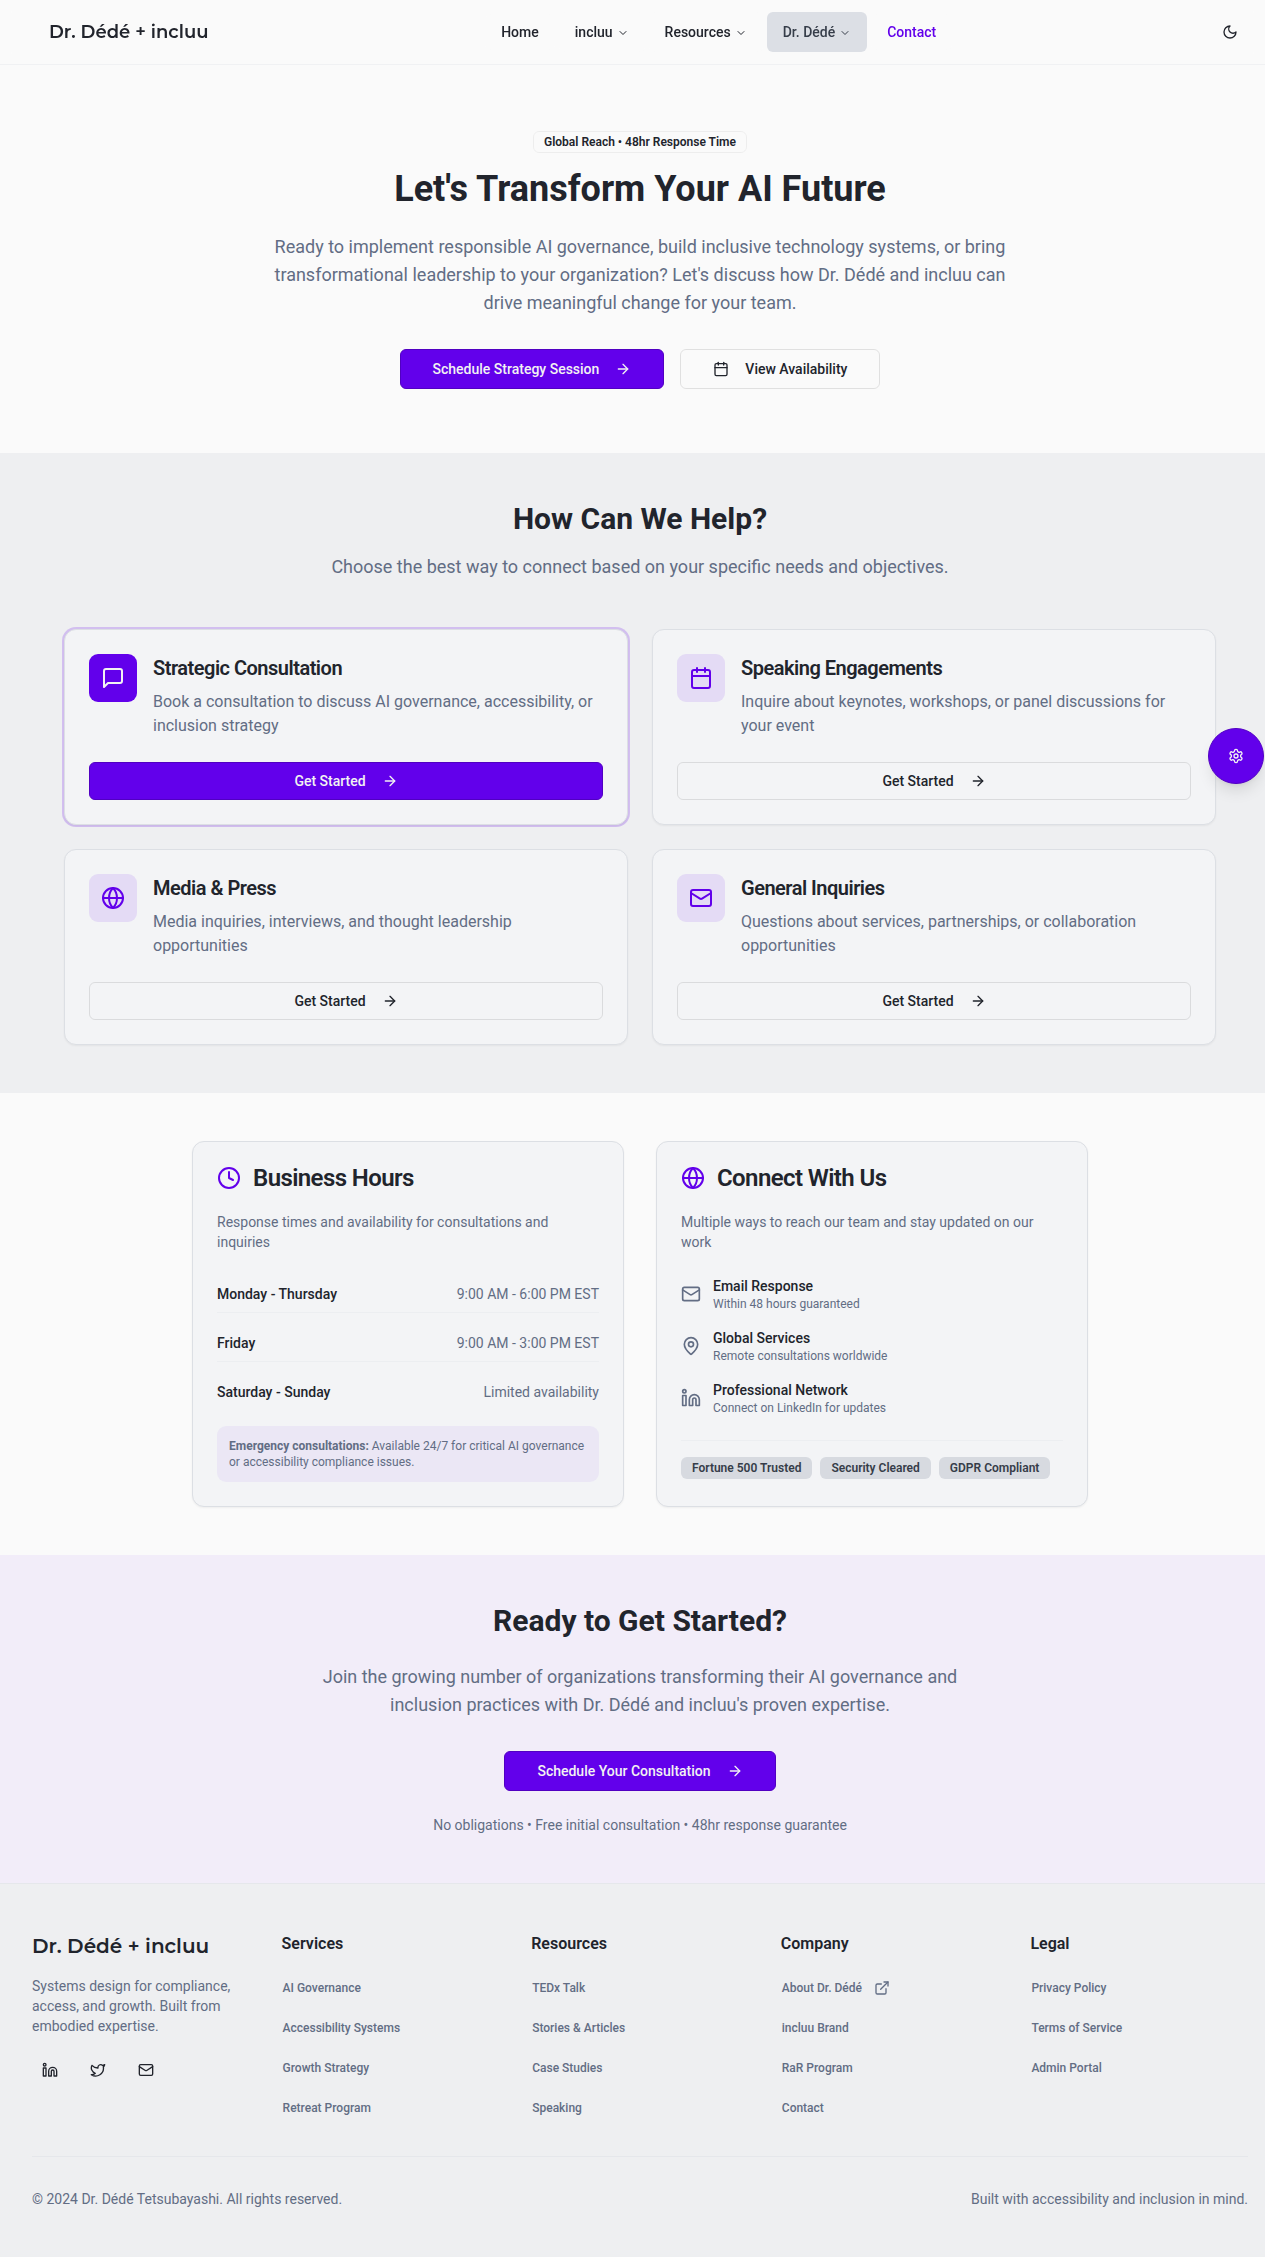 Dr. Dédé + incluu
Home
incluu
Resources
Dr. Dédé
Contact
Global Reach • 48hr Response Time
Let's Transform Your AI Future
Ready to implement responsible AI governance, build inclusive technology systems, or bring
transformational leadership to your organization? Let's discuss how Dr. Dédé and incluu can
drive meaningful change for your team.
Schedule Strategy Session
View Availability
How Can We Help?
Choose the best way to connect based on your specific needs and objectives.
Strategic Consultation
Book a consultation to discuss AI governance, accessibility, or
inclusion strategy
Get Started
Speaking Engagements
Inquire about keynotes, workshops, or panel discussions for
your event
Get Started
Media & Press
Media inquiries, interviews, and thought leadership
opportunities
Get Started
General Inquiries
Questions about services, partnerships, or collaboration
opportunities
Get Started
Business Hours
Response times and availability for consultations and
inquiries
Monday - Thursday
9:00 AM - 6:00 PM EST
Friday
9:00 AM - 3:00 PM EST
Saturday - Sunday
Limited availability
Emergency consultations: Available 24/7 for critical AI governance
or accessibility compliance issues.
Connect With Us
Multiple ways to reach our team and stay updated on our
work
Email Response
Within 48 hours guaranteed
Global Services
Remote consultations worldwide
Professional Network
Connect on LinkedIn for updates
Fortune 500 Trusted
Security Cleared
GDPR Compliant
Ready to Get Started?
Join the growing number of organizations transforming their AI governance and
inclusion practices with Dr. Dédé and incluu's proven expertise.
Schedule Your Consultation
No obligations • Free initial consultation • 48hr response guarantee
Dr. Dédé + incluu
Systems design for compliance,
access, and growth. Built from
embodied expertise.
Services
AI Governance
Accessibility Systems
Growth Strategy
Retreat Program
Resources
TEDx Talk
Stories & Articles
Case Studies
Speaking
Company
About Dr. Dédé
incluu Brand
RaR Program
Contact
Legal
Privacy Policy
Terms of Service
Admin Portal
© 2024 Dr. Dédé Tetsubayashi. All rights reserved.
Built with accessibility and inclusion in mind.